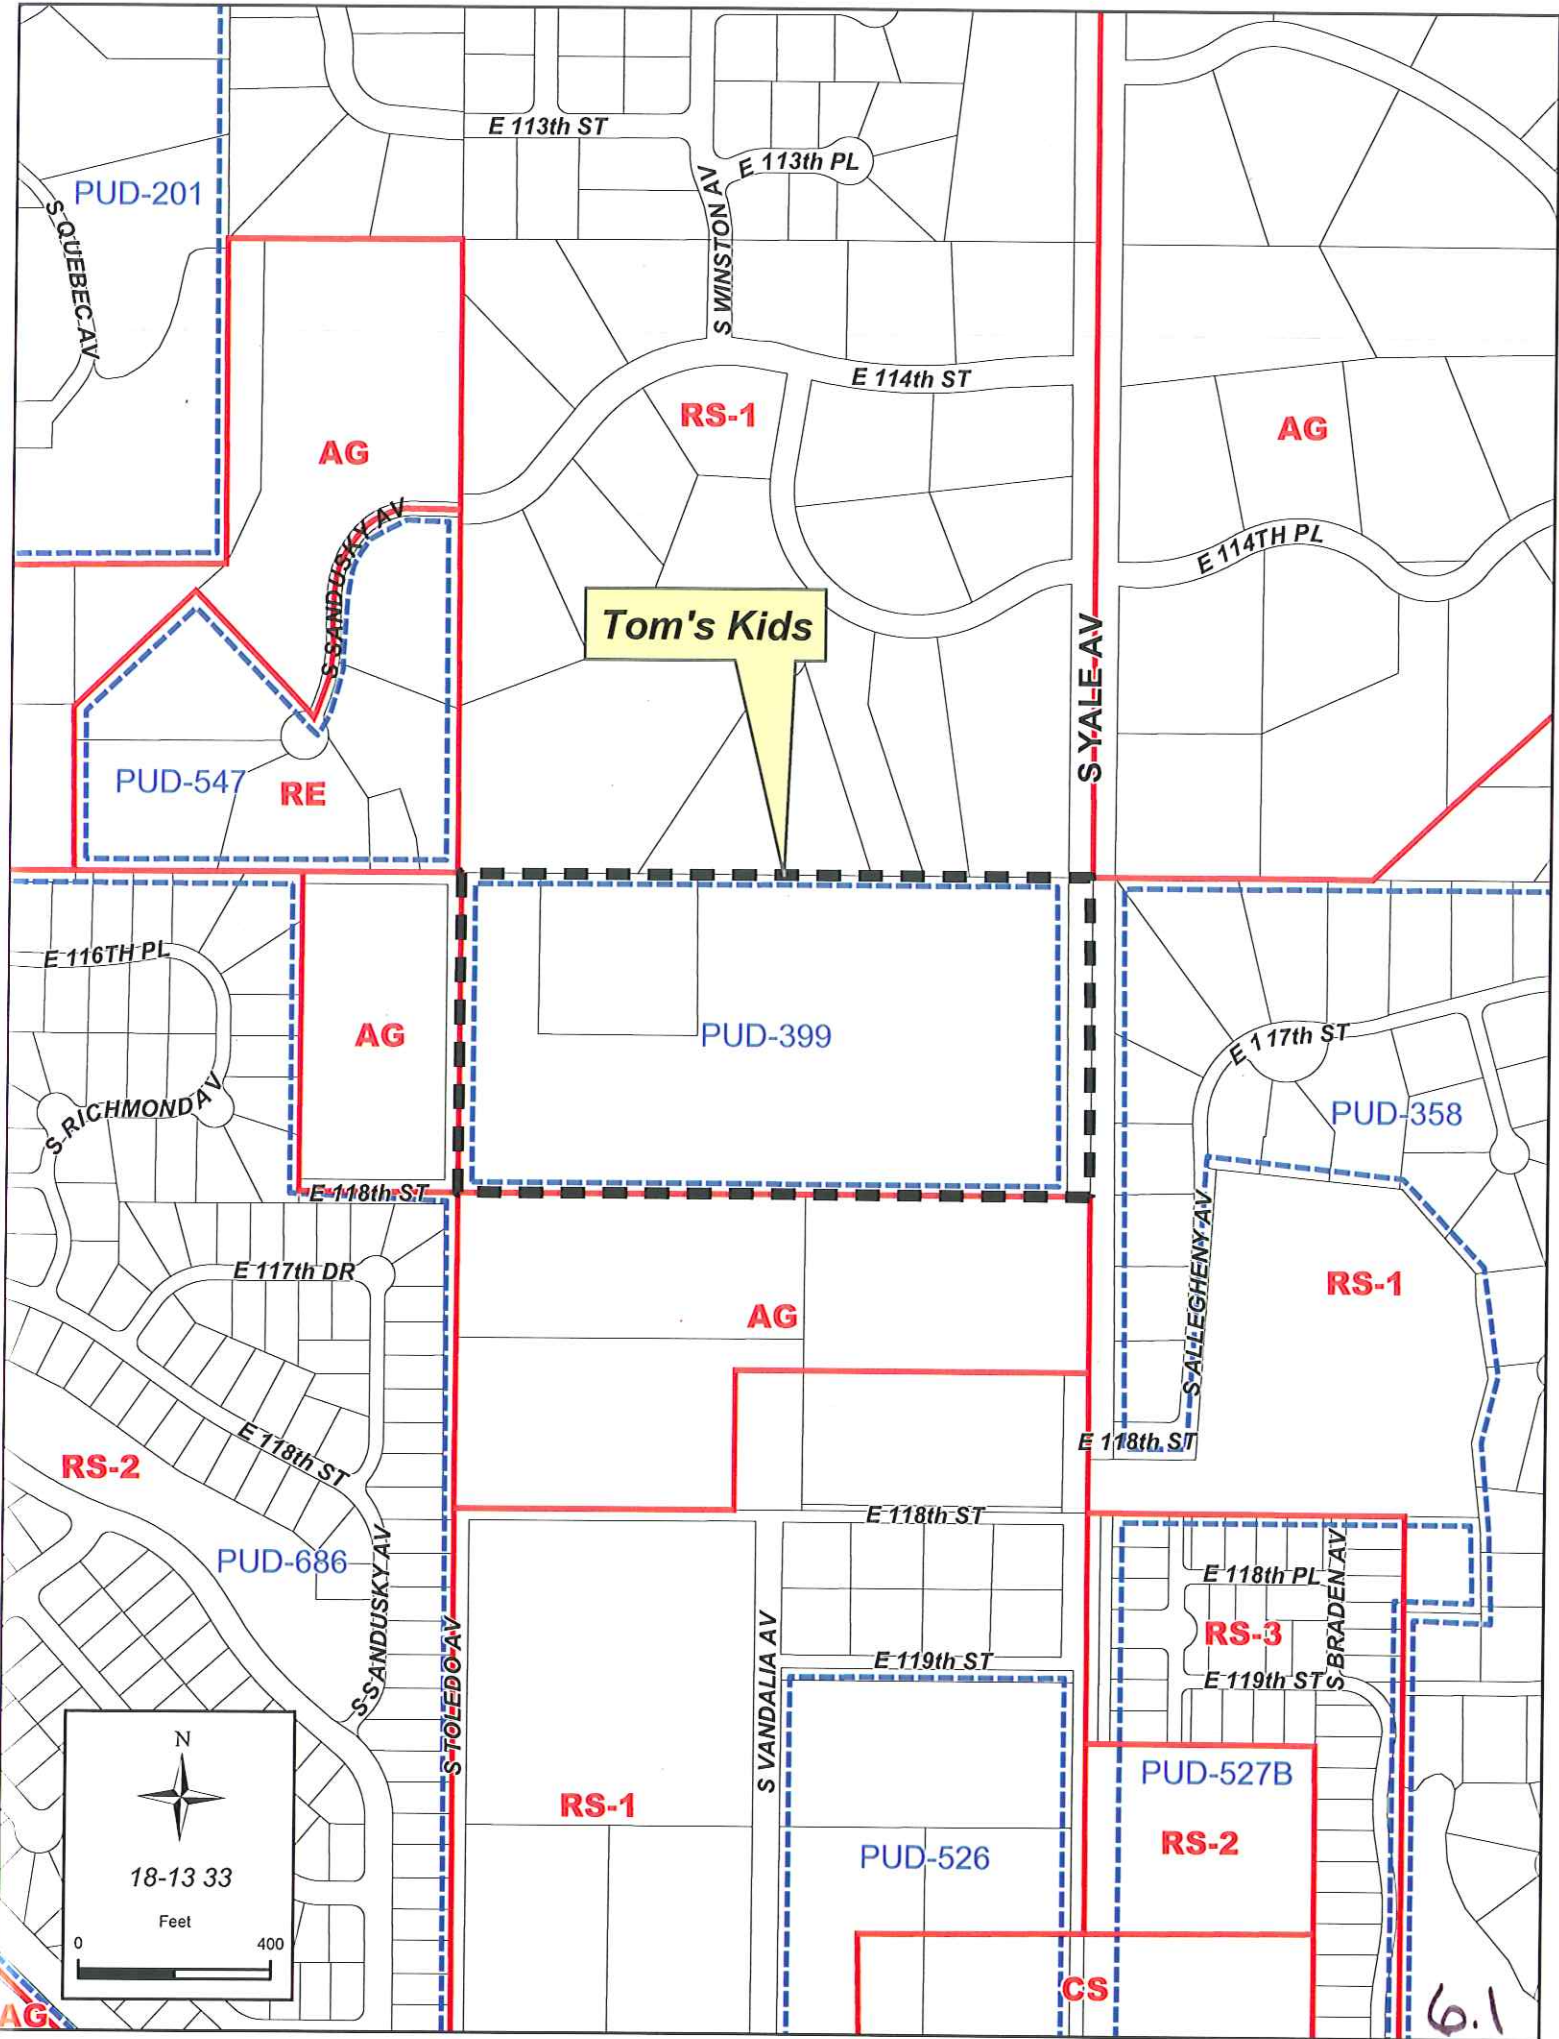 E 113th ST
E 113th PL
PUD-201
S QUEBEC AV
S WINSTON AV
E 114th ST
RS-1
AG
AG
S SANDUSKY AV
E 114TH PL
Tom's Kids
S YALE AV
PUD-547
RE
E 116TH PL
AG
PUD-399
E 117th ST
PUD-358
S RICHMOND AV
E 118th ST
E 117th DR
AG
S ALLEGHENY AV
RS-1
E 118th ST
RS-2
E 118th ST
E 118th ST
PUD-686
S SANDUSKY AV
S TOLEDO AV
S VANDALIA AV
E 119th ST
E 118th PL
RS-3
S BRADEN AV
E 119th ST
PUD-527B
RS-1
RS-2
PUD-526
N
18-13 33
Feet
0 400
CS
AG
6.1